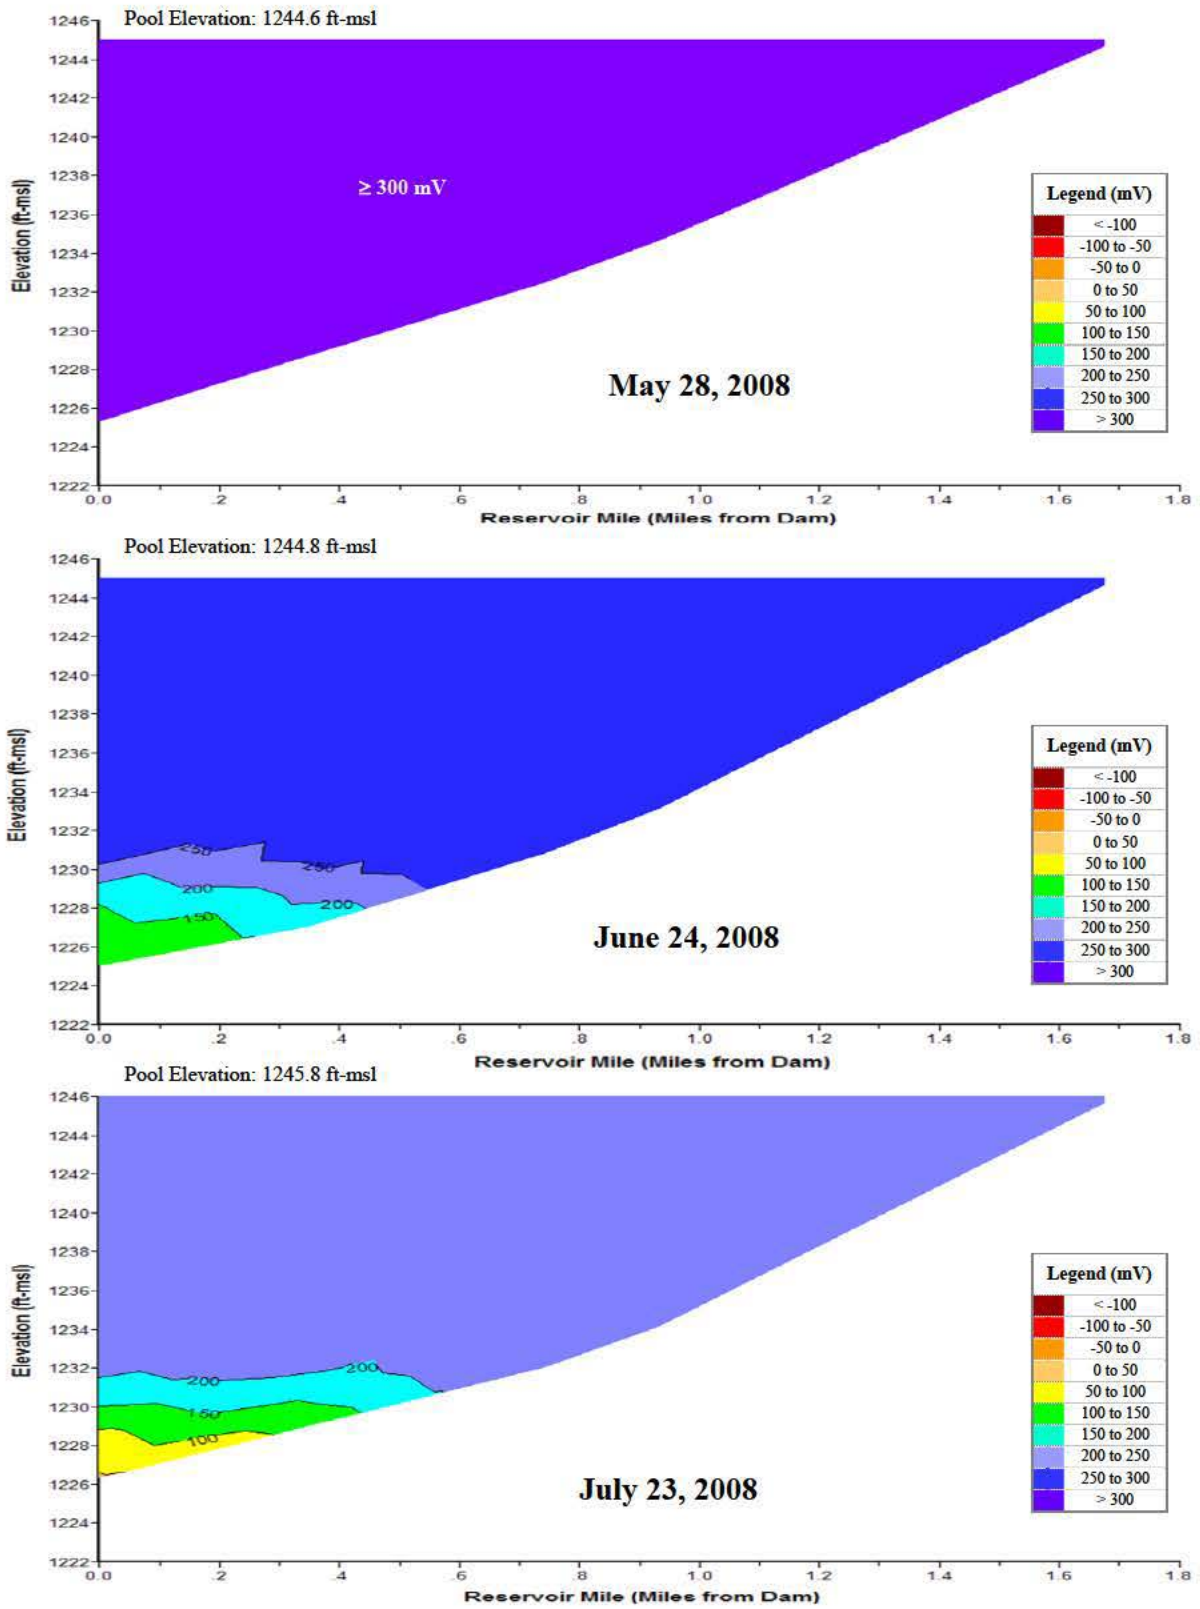 Pool Elevation: 1244.6 ft-msl
1246
1244
1242
1240
1238
1236
1234
1232
1230
1228
1226
1224
1222
Elevation (ft-msl)
≥ 300 mV
May 28, 2008
Legend (mV)
< -100
-100 to -50
-50 to 0
0 to 50
50 to 100
100 to 150
150 to 200
200 to 250
250 to 300
> 300
0.0 .2 .4 .6 .8 1.0 1.2 1.4 1.6 1.8
Reservoir Mile (Miles from Dam)
Pool Elevation: 1244.8 ft-msl
1246
1244
1242
1240
1238
1236
1234
1232
1230
1228
1226
1224
1222
Elevation (ft-msl)
250
250
200
200
150
June 24, 2008
Legend (mV)
< -100
-100 to -50
-50 to 0
0 to 50
50 to 100
100 to 150
150 to 200
200 to 250
250 to 300
> 300
0.0 .2 .4 .6 .8 1.0 1.2 1.4 1.6 1.8
Reservoir Mile (Miles from Dam)
Pool Elevation: 1245.8 ft-msl
1246
1244
1242
1240
1238
1236
1234
1232
1230
1228
1226
1224
1222
Elevation (ft-msl)
200
200
150
100
July 23, 2008
Legend (mV)
< -100
-100 to -50
-50 to 0
0 to 50
50 to 100
100 to 150
150 to 200
200 to 250
250 to 300
> 300
0.0 .2 .4 .6 .8 1.0 1.2 1.4 1.6 1.8
Reservoir Mile (Miles from Dam)